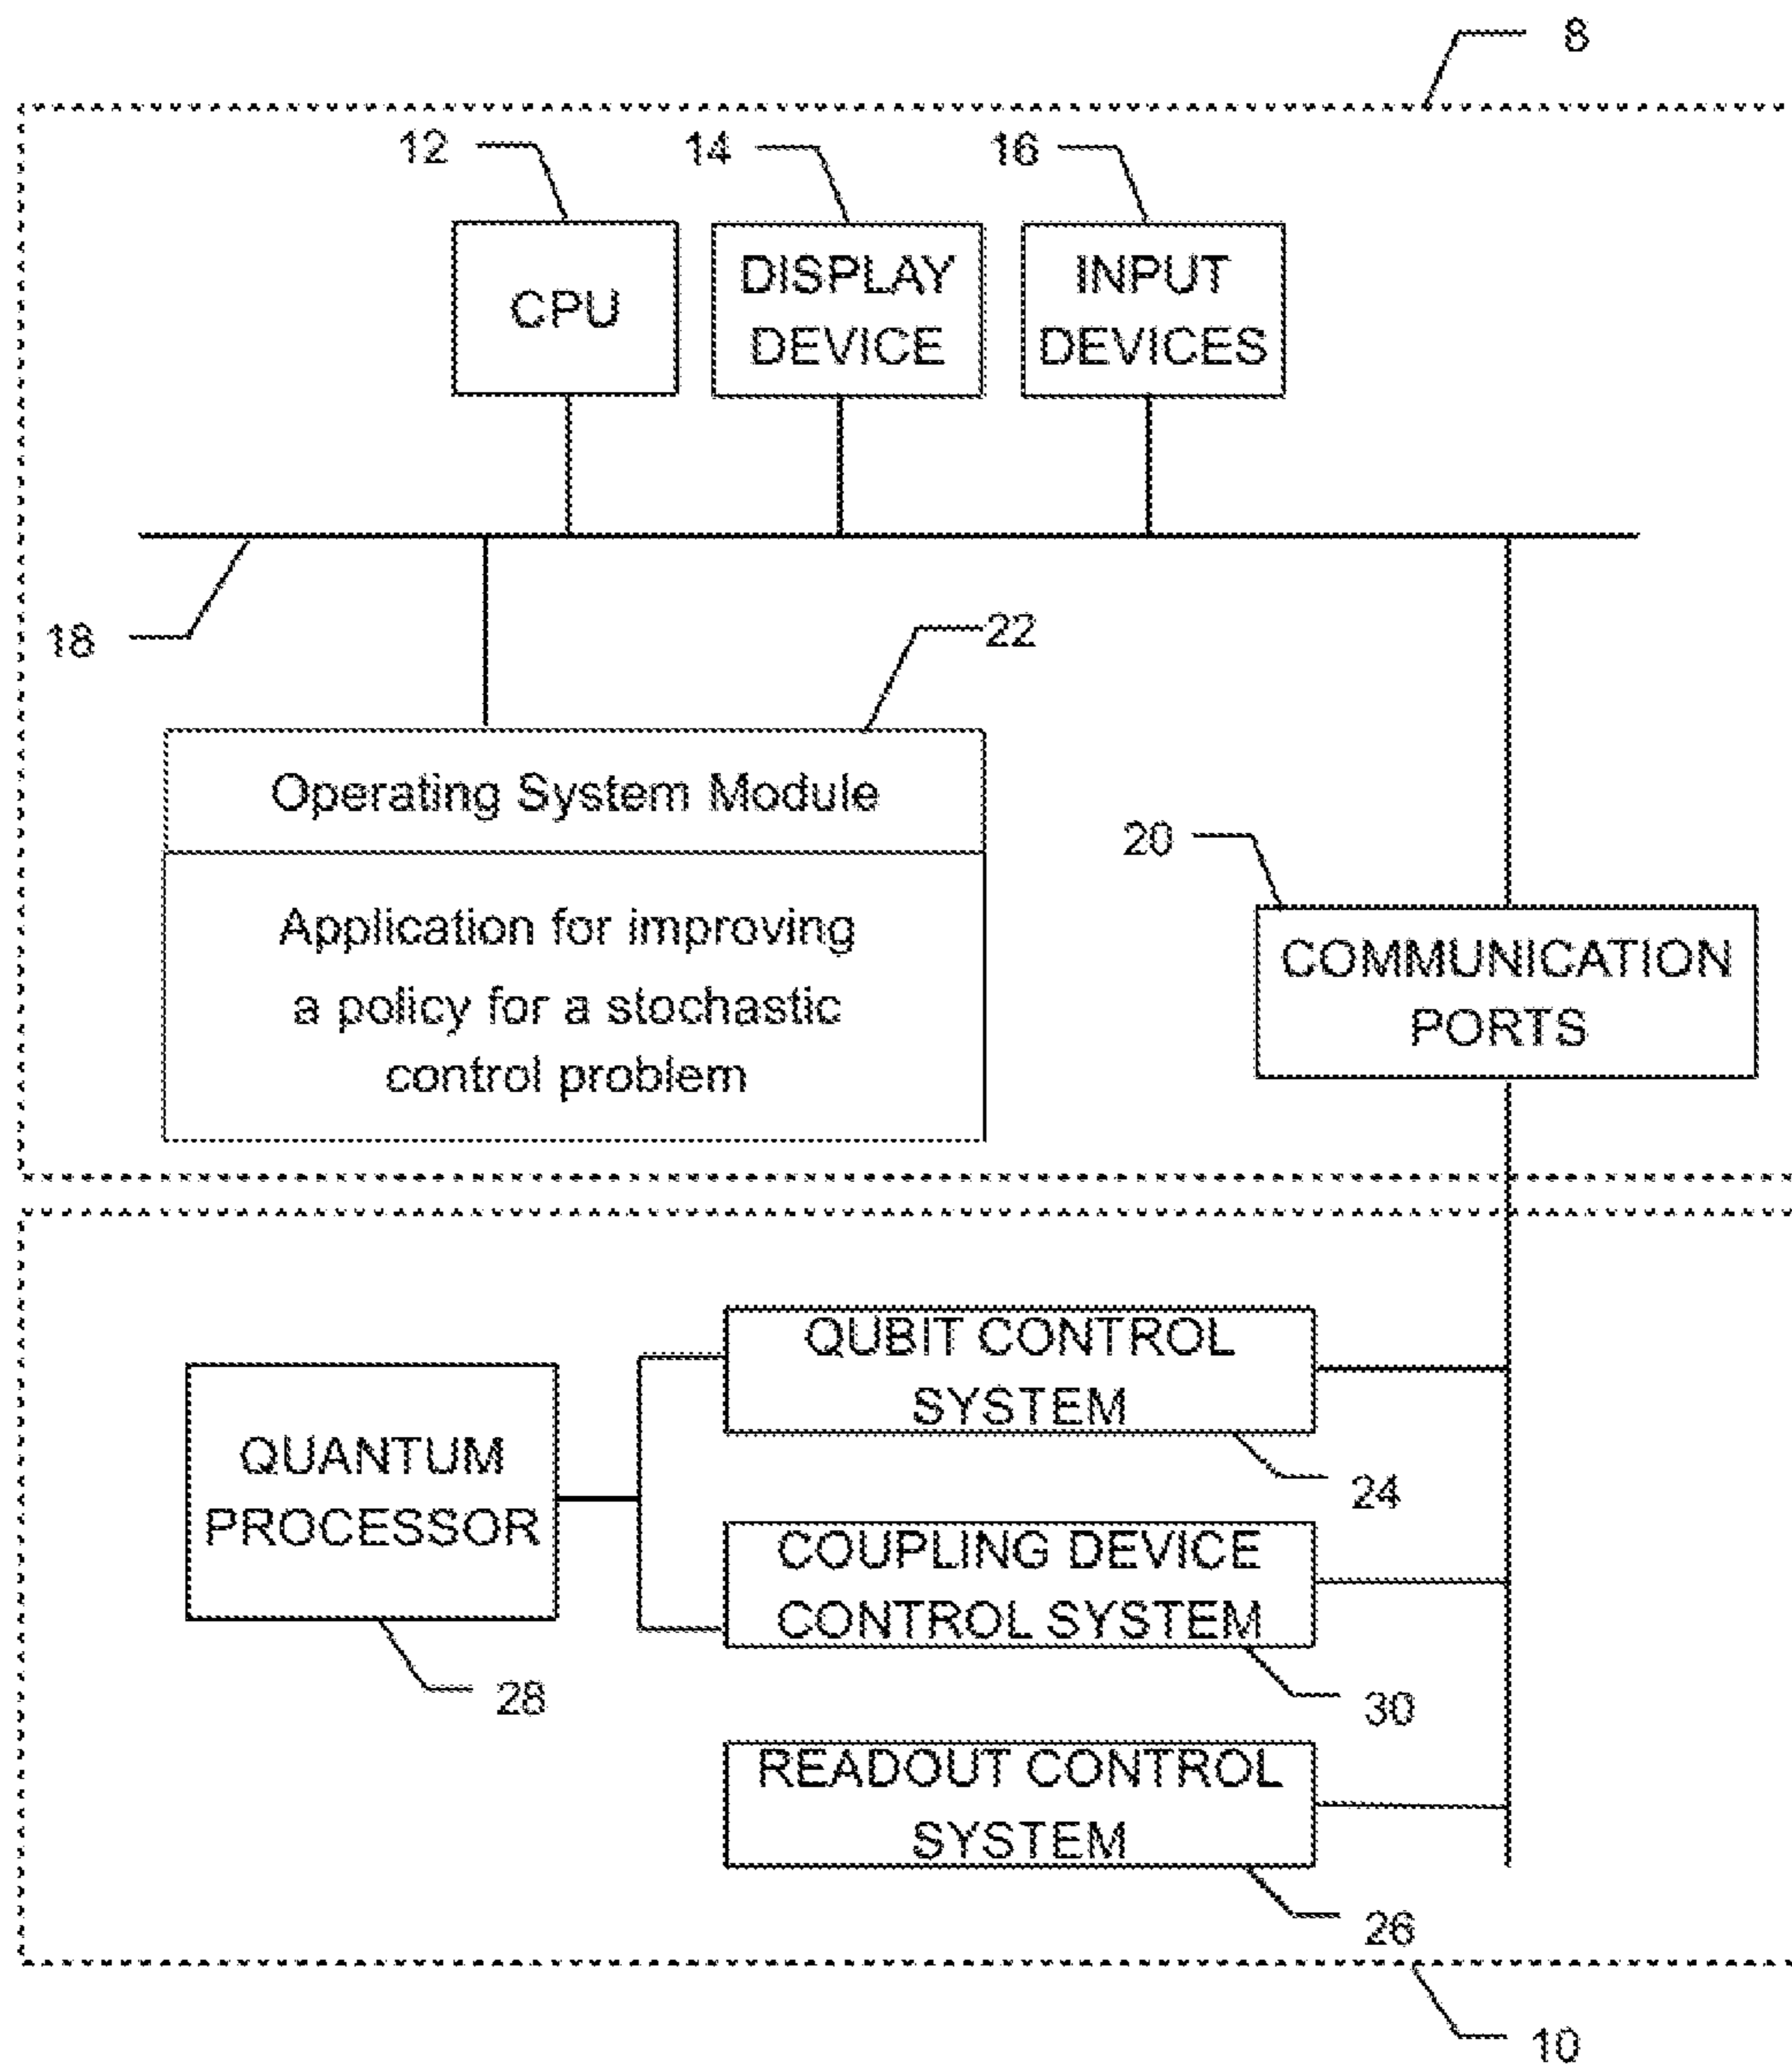 8
12
14
16
CPU
DISPLAY
DEVICE
INPUT
DEVICES
18
22
Operating System Module
Application for improving
a policy for a stochastic
control problem
20
COMMUNICATION
PORTS
QUBIT CONTROL
SYSTEM
24
QUANTUM
PROCESSOR
28
COUPLING DEVICE
CONTROL SYSTEM
30
READOUT CONTROL
SYSTEM
26
10